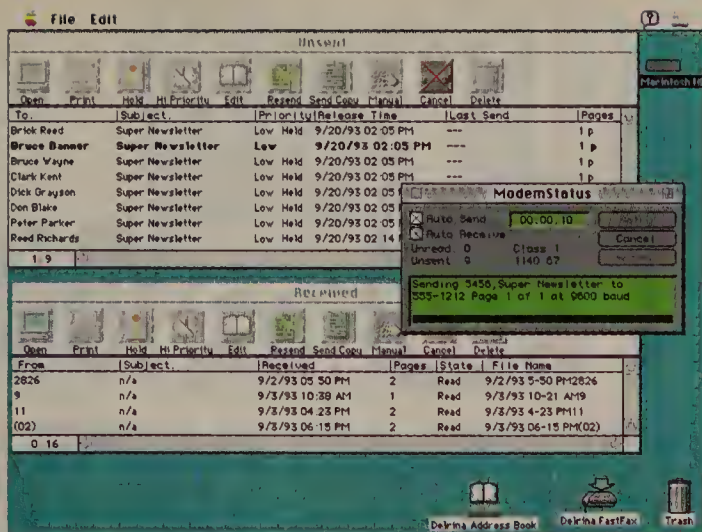 File Edit
Unsent
Open Print Hold Hi Priority Edit Resend Send Copy Manual Cancel Delete
To. Subject. Priority Release Time Last Send Pages
Brick Reed Super Newsletter Low Held 9/20/93 02:05 PM --- 1 p
Bruce Banner Super Newsletter Low 9/20/93 02:05 PM --- 1 p
Bruce Wayne Super Newsletter Low Held 9/20/93 02:05 PM --- 1 p
Clark Kent Super Newsletter Low Held 9/20/93 02:05 PM --- 1 p
Dick Grayson Super Newsletter Low Held 9/20/93 02:05
Don Blake Super Newsletter Low Held 9/20/93 02:05
Peter Parker Super Newsletter Low Held 9/20/93 02:05
Reed Richards Super Newsletter Low Held 9/20/93 02:14
1 9
ModemStatus
Auto Send 00.00.10
Auto Receive Cancel
Unread. 0 Class 1
Unsent 9 1140 67
Sending 5456,Super Newsletter to
555-1212 Page 1 of 1 at 9600 baud
Received
Open Print Hold Hi Priority Edit Resend Send Copy Manual Cancel Delete
From Subject. Received Pages State File Name
2826 n/a 9/2/93 05 50 PM 2 Read 9/2/93 5-50 PM2826
9 n/a 9/3/93 10:38 AM 1 Read 9/3/93 10-21 AM9
11 n/a 9/3/93 04:23 PM 2 Read 9/3/93 4-23 PM11
(02) n/a 9/3/93 06:15 PM 2 Read 9/3/93 06-15 PM(02)
0 16
Macintosh
Delrina Address Book
Delrina FastFax
Trash